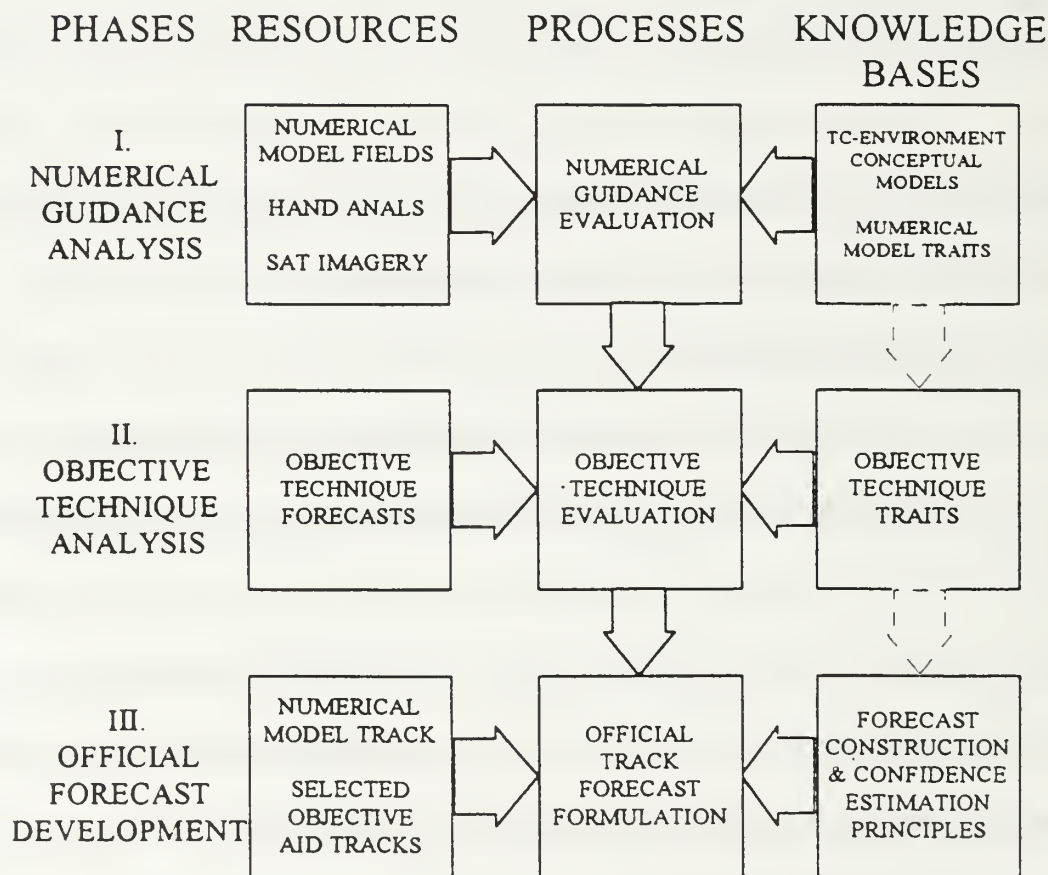 PHASES RESOURCES PROCESSES KNOWLEDGE
BASES
I.
NUMERICAL
GUIDANCE
ANALYSIS
NUMERICAL
MODEL FIELDS
HAND ANALS
SAT IMAGERY
NUMERICAL
GUIDANCE
EVALUATION
TC-ENVIRONMENT
CONCEPTUAL
MODELS
MUMERICAL
MODEL TRAITS
II.
OBJECTIVE
TECHNIQUE
ANALYSIS
OBJECTIVE
TECHNIQUE
FORECASTS
OBJECTIVE
TECHNIQUE
EVALUATION
OBJECTIVE
TECHNIQUE
TRAITS
III.
OFFICIAL
FORECAST
DEVELOPMENT
NUMERICAL
MODEL TRACK
SELECTED
OBJECTIVE
AID TRACKS
OFFICIAL
TRACK
FORECAST
FORMULATION
FORECAST
CONSTRUCTION
& CONFIDENCE
ESTIMATION
PRINCIPLES